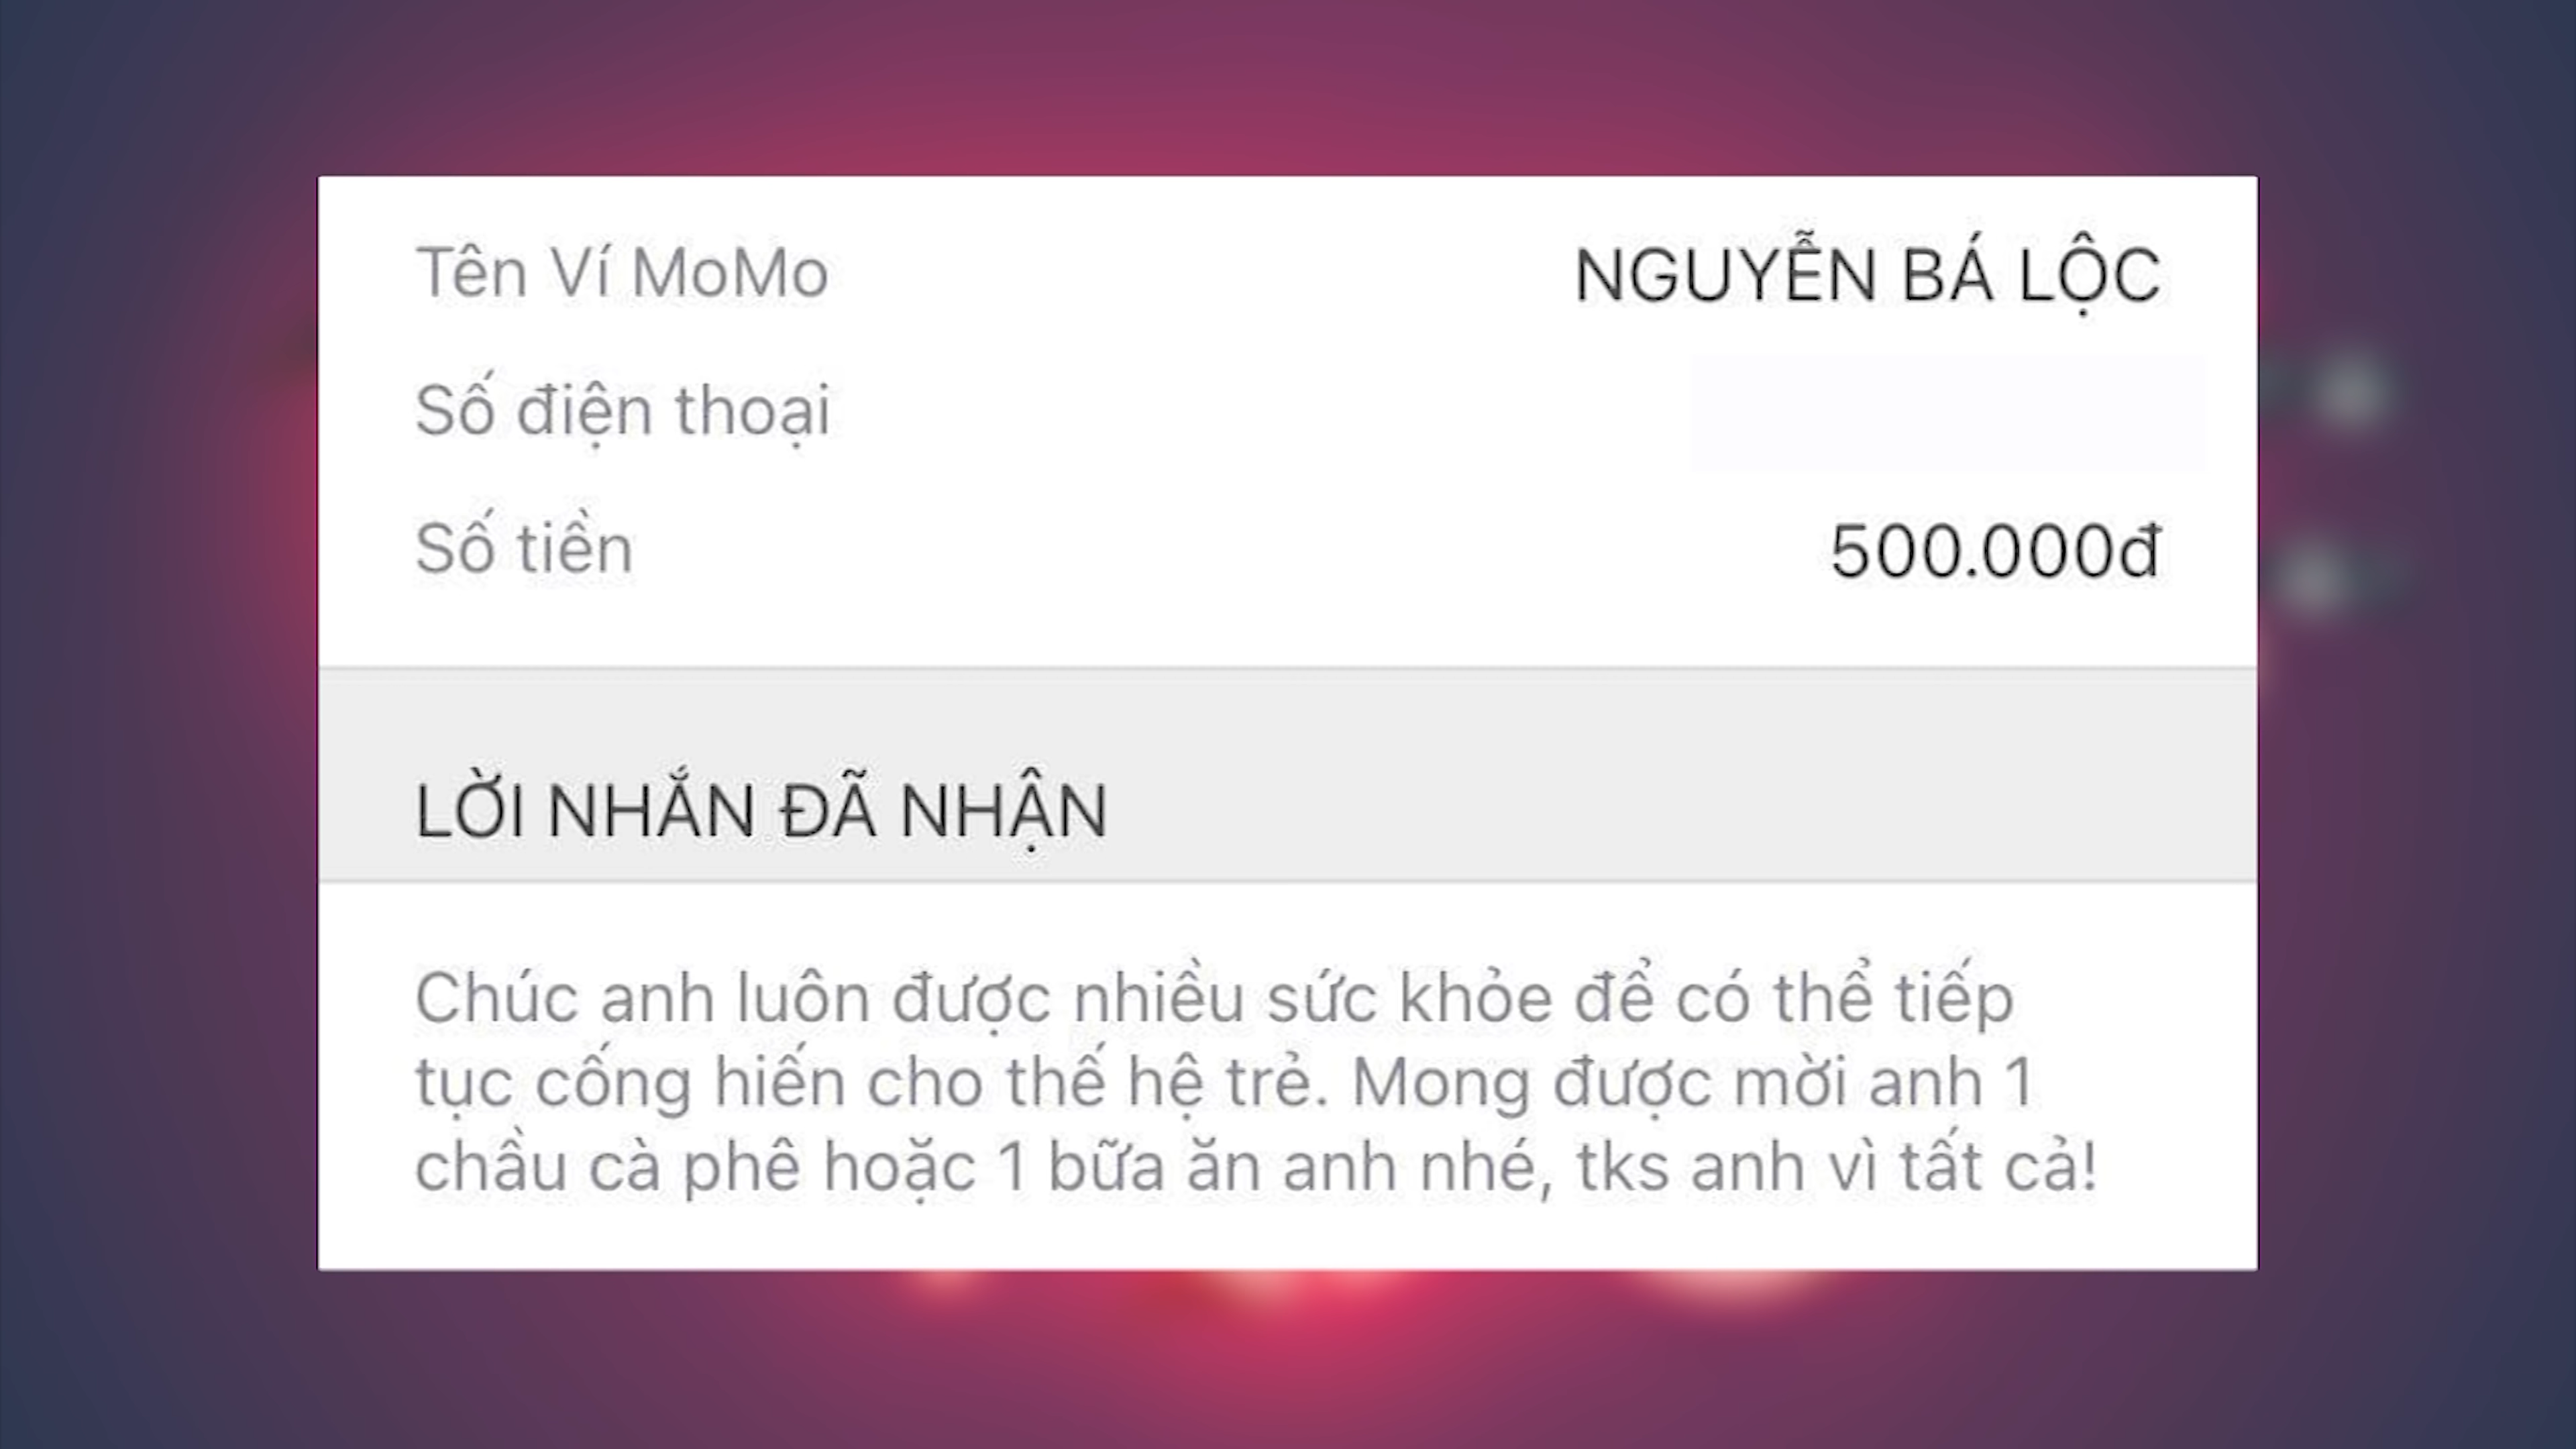 Tên Ví MoMo NGUYỄN BÁ LỘC
Số điện thoại
Số tiền 500.000đ
LỜI NHẮN ĐÃ NHẬN
Chúc anh luôn được nhiều sức khỏe để có thể tiếp
tục cống hiến cho thế hệ trẻ. Mong được mời anh 1
chầu cà phê hoặc 1 bữa ăn anh nhé, tks anh vì tất cả!